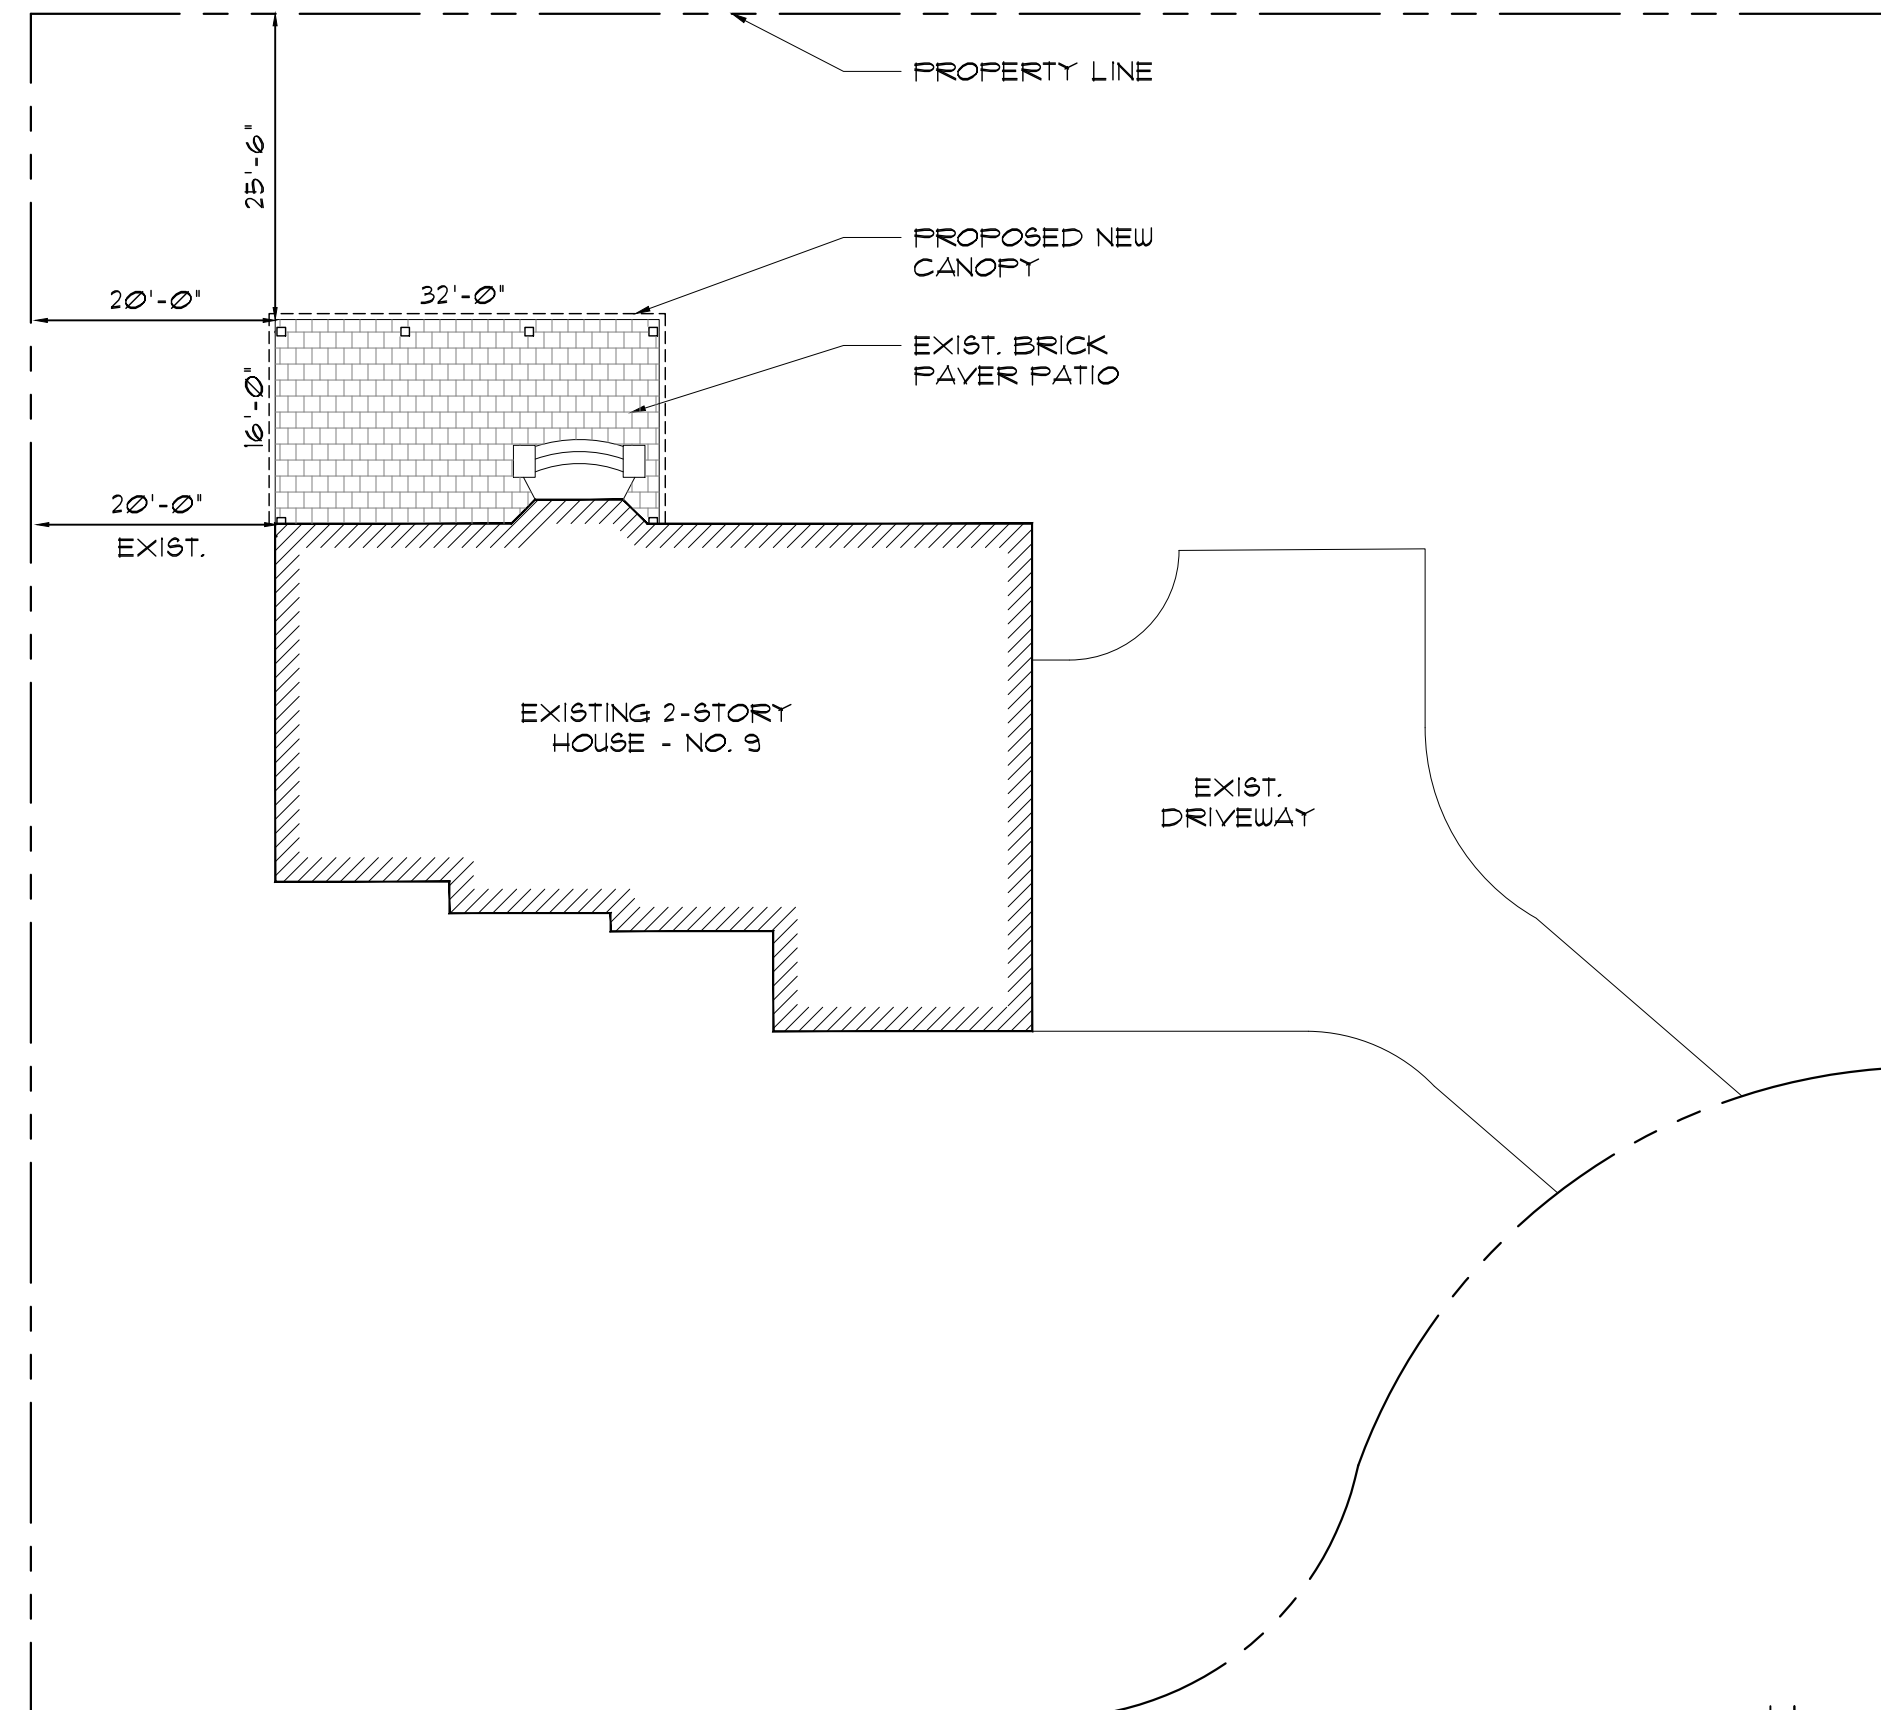 PROPERTY LINE
25'-6"
PROPOSED NEW
CANOPY
20'-0"
32'-0"
EXIST. BRICK
PAVER PATIO
16'-0"
20'-0"
EXIST.
EXISTING 2-STORY
HOUSE - NO. 9
EXIST.
DRIVEWAY